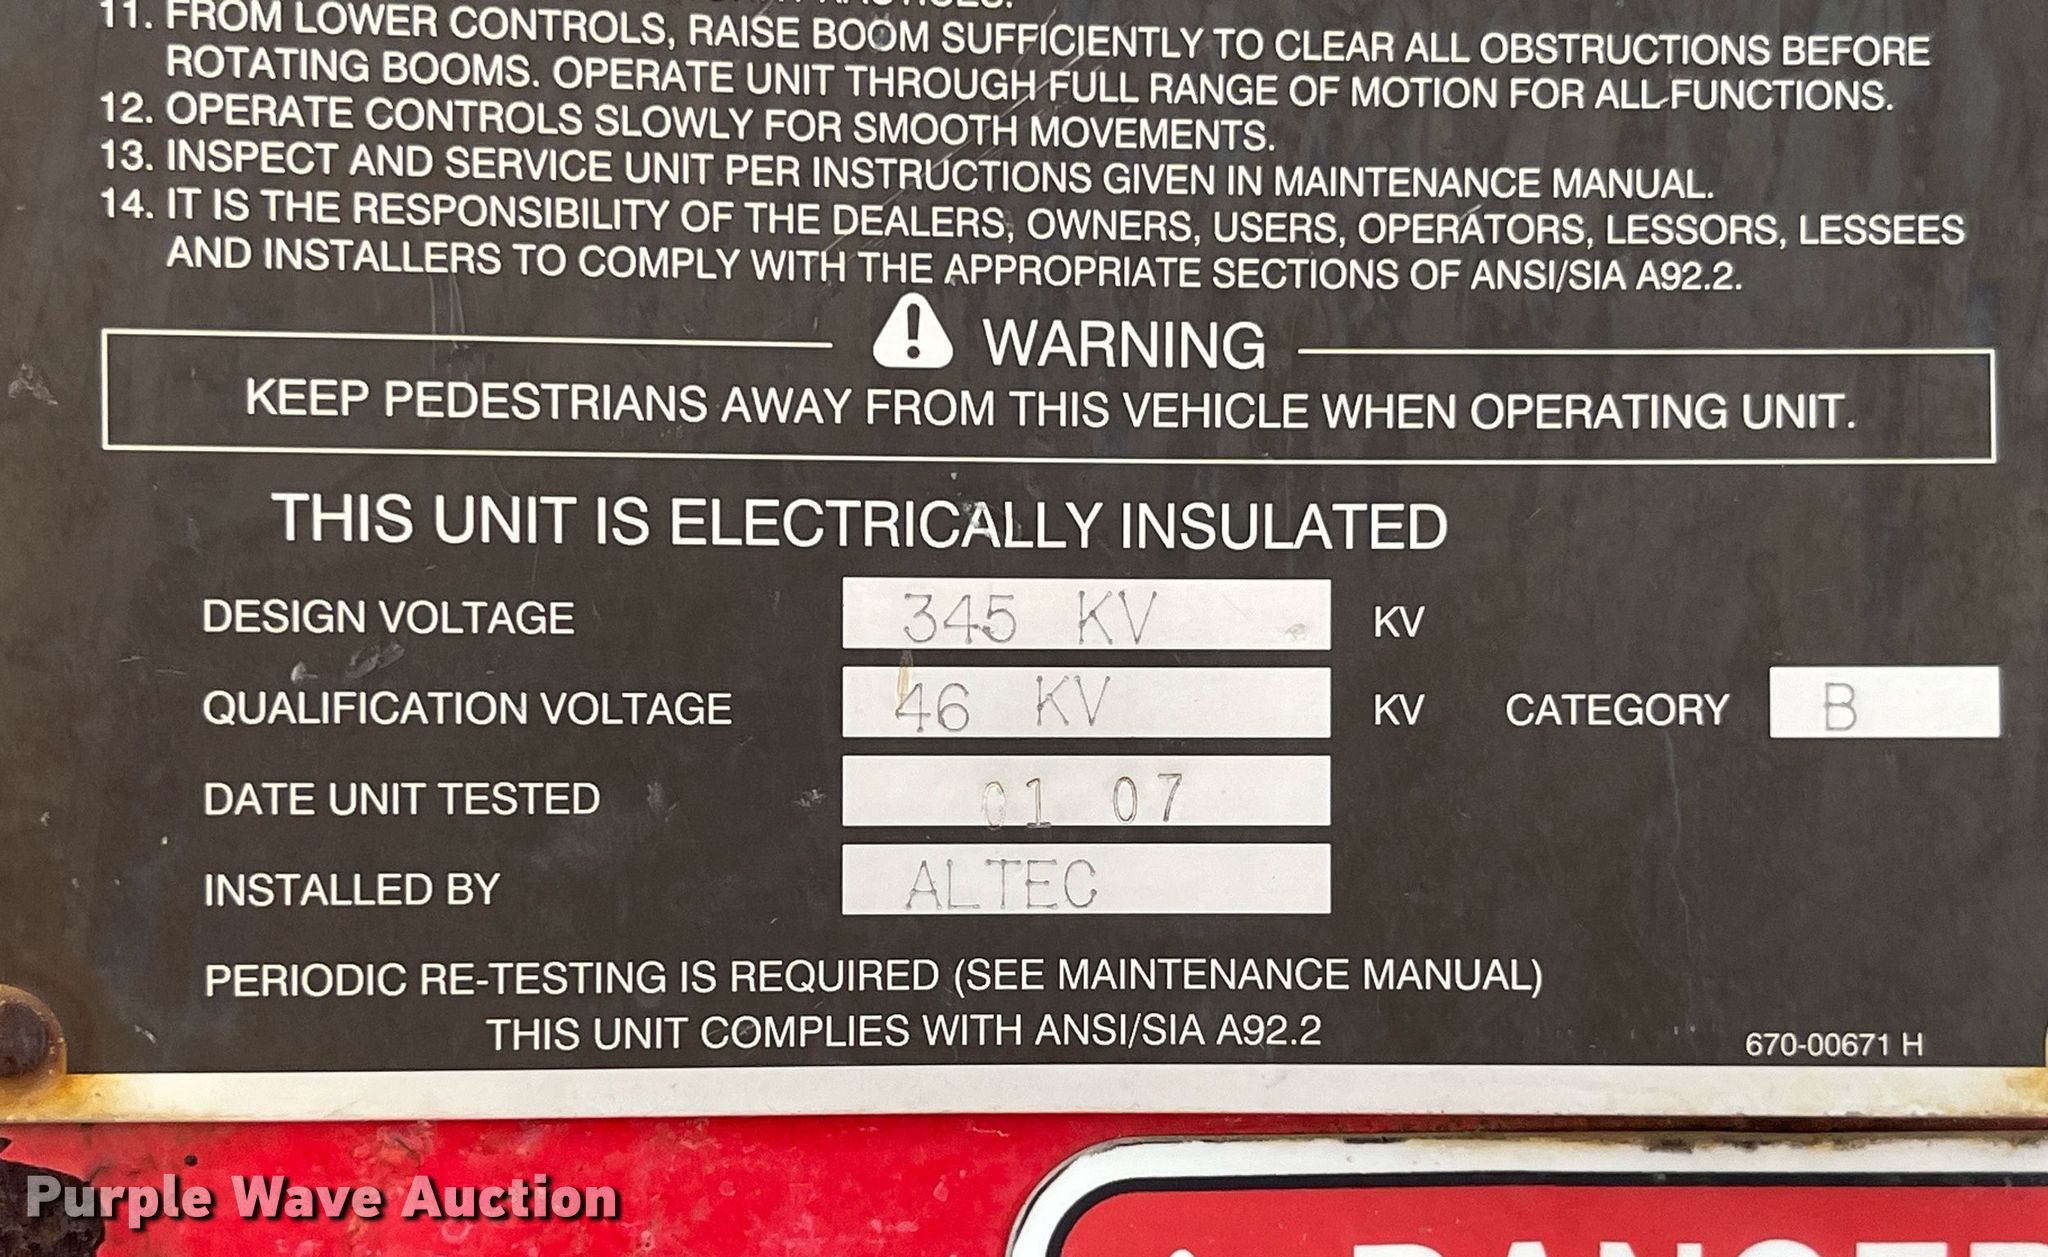 11. FROM LOWER CONTROLS, RAISE BOOM SUFFICIENTLY TO CLEAR ALL OBSTRUCTIONS BEFORE
ROTATING BOOMS. OPERATE UNIT THROUGH FULL RANGE OF MOTION FOR ALL FUNCTIONS.
12. OPERATE CONTROLS SLOWLY FOR SMOOTH MOVEMENTS.
13. INSPECT AND SERVICE UNIT PER INSTRUCTIONS GIVEN IN MAINTENANCE MANUAL.
14. IT IS THE RESPONSIBILITY OF THE DEALERS, OWNERS, USERS, OPERATORS, LESSORS, LESSEES
AND INSTALLERS TO COMPLY WITH THE APPROPRIATE SECTIONS OF ANSI/SIA A92.2.
WARNING
KEEP PEDESTRIANS AWAY FROM THIS VEHICLE WHEN OPERATING UNIT.
THIS UNIT IS ELECTRICALLY INSULATED
DESIGN VOLTAGE 345 KV KV
QUALIFICATION VOLTAGE 46 KV KV CATEGORY B
DATE UNIT TESTED 01 07
INSTALLED BY ALTEC
PERIODIC RE-TESTING IS REQUIRED (SEE MAINTENANCE MANUAL)
THIS UNIT COMPLIES WITH ANSI/SIA A92.2
670-00671 H
Purple Wave Auction
DANGER